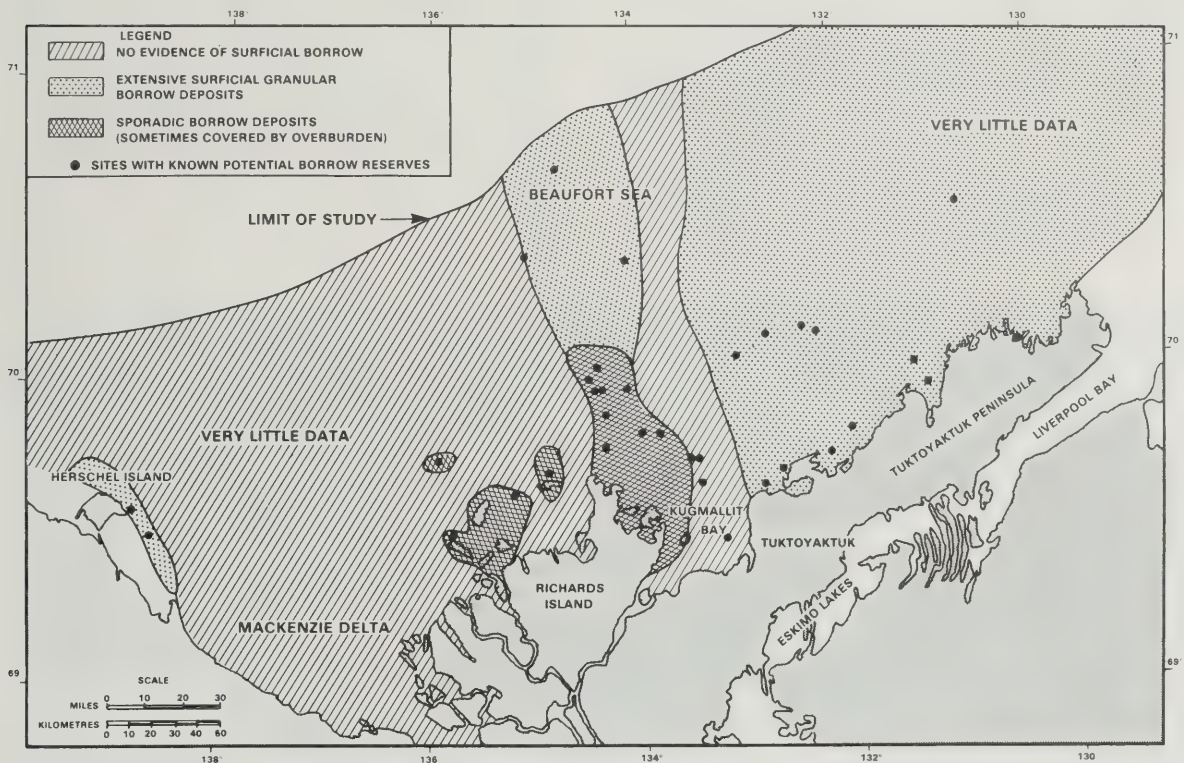 138°
136°
134
132
130
71
71
LEGEND
NO EVIDENCE OF SURFICIAL BORROW
EXTENSIVE SURFICIAL GRANULAR
BORROW DEPOSITS
SPORADIC BORROW DEPOSITS
(SOMETIMES COVERED BY OVERBURDEN)
SITES WITH KNOWN POTENTIAL BORROW RESERVES
VERY LITTLE DATA
BEAUFORT SEA
LIMIT OF STUDY
70
70
VERY LITTLE DATA
HERSCHEL ISLAND
TUKTOYAKTUK PENINSULA
LIVERPOOL BAY
KUGMALLIT
BAY
TUKTOYAKTUK
RICHARDS
ISLAND
ESKIMO LAKES
MACKENZIE DELTA
69
69°
SCALE
MILES 0 10 20 30
KILOMETRES 0 10 20 30 40 50 60
138°
136
134°
132
130